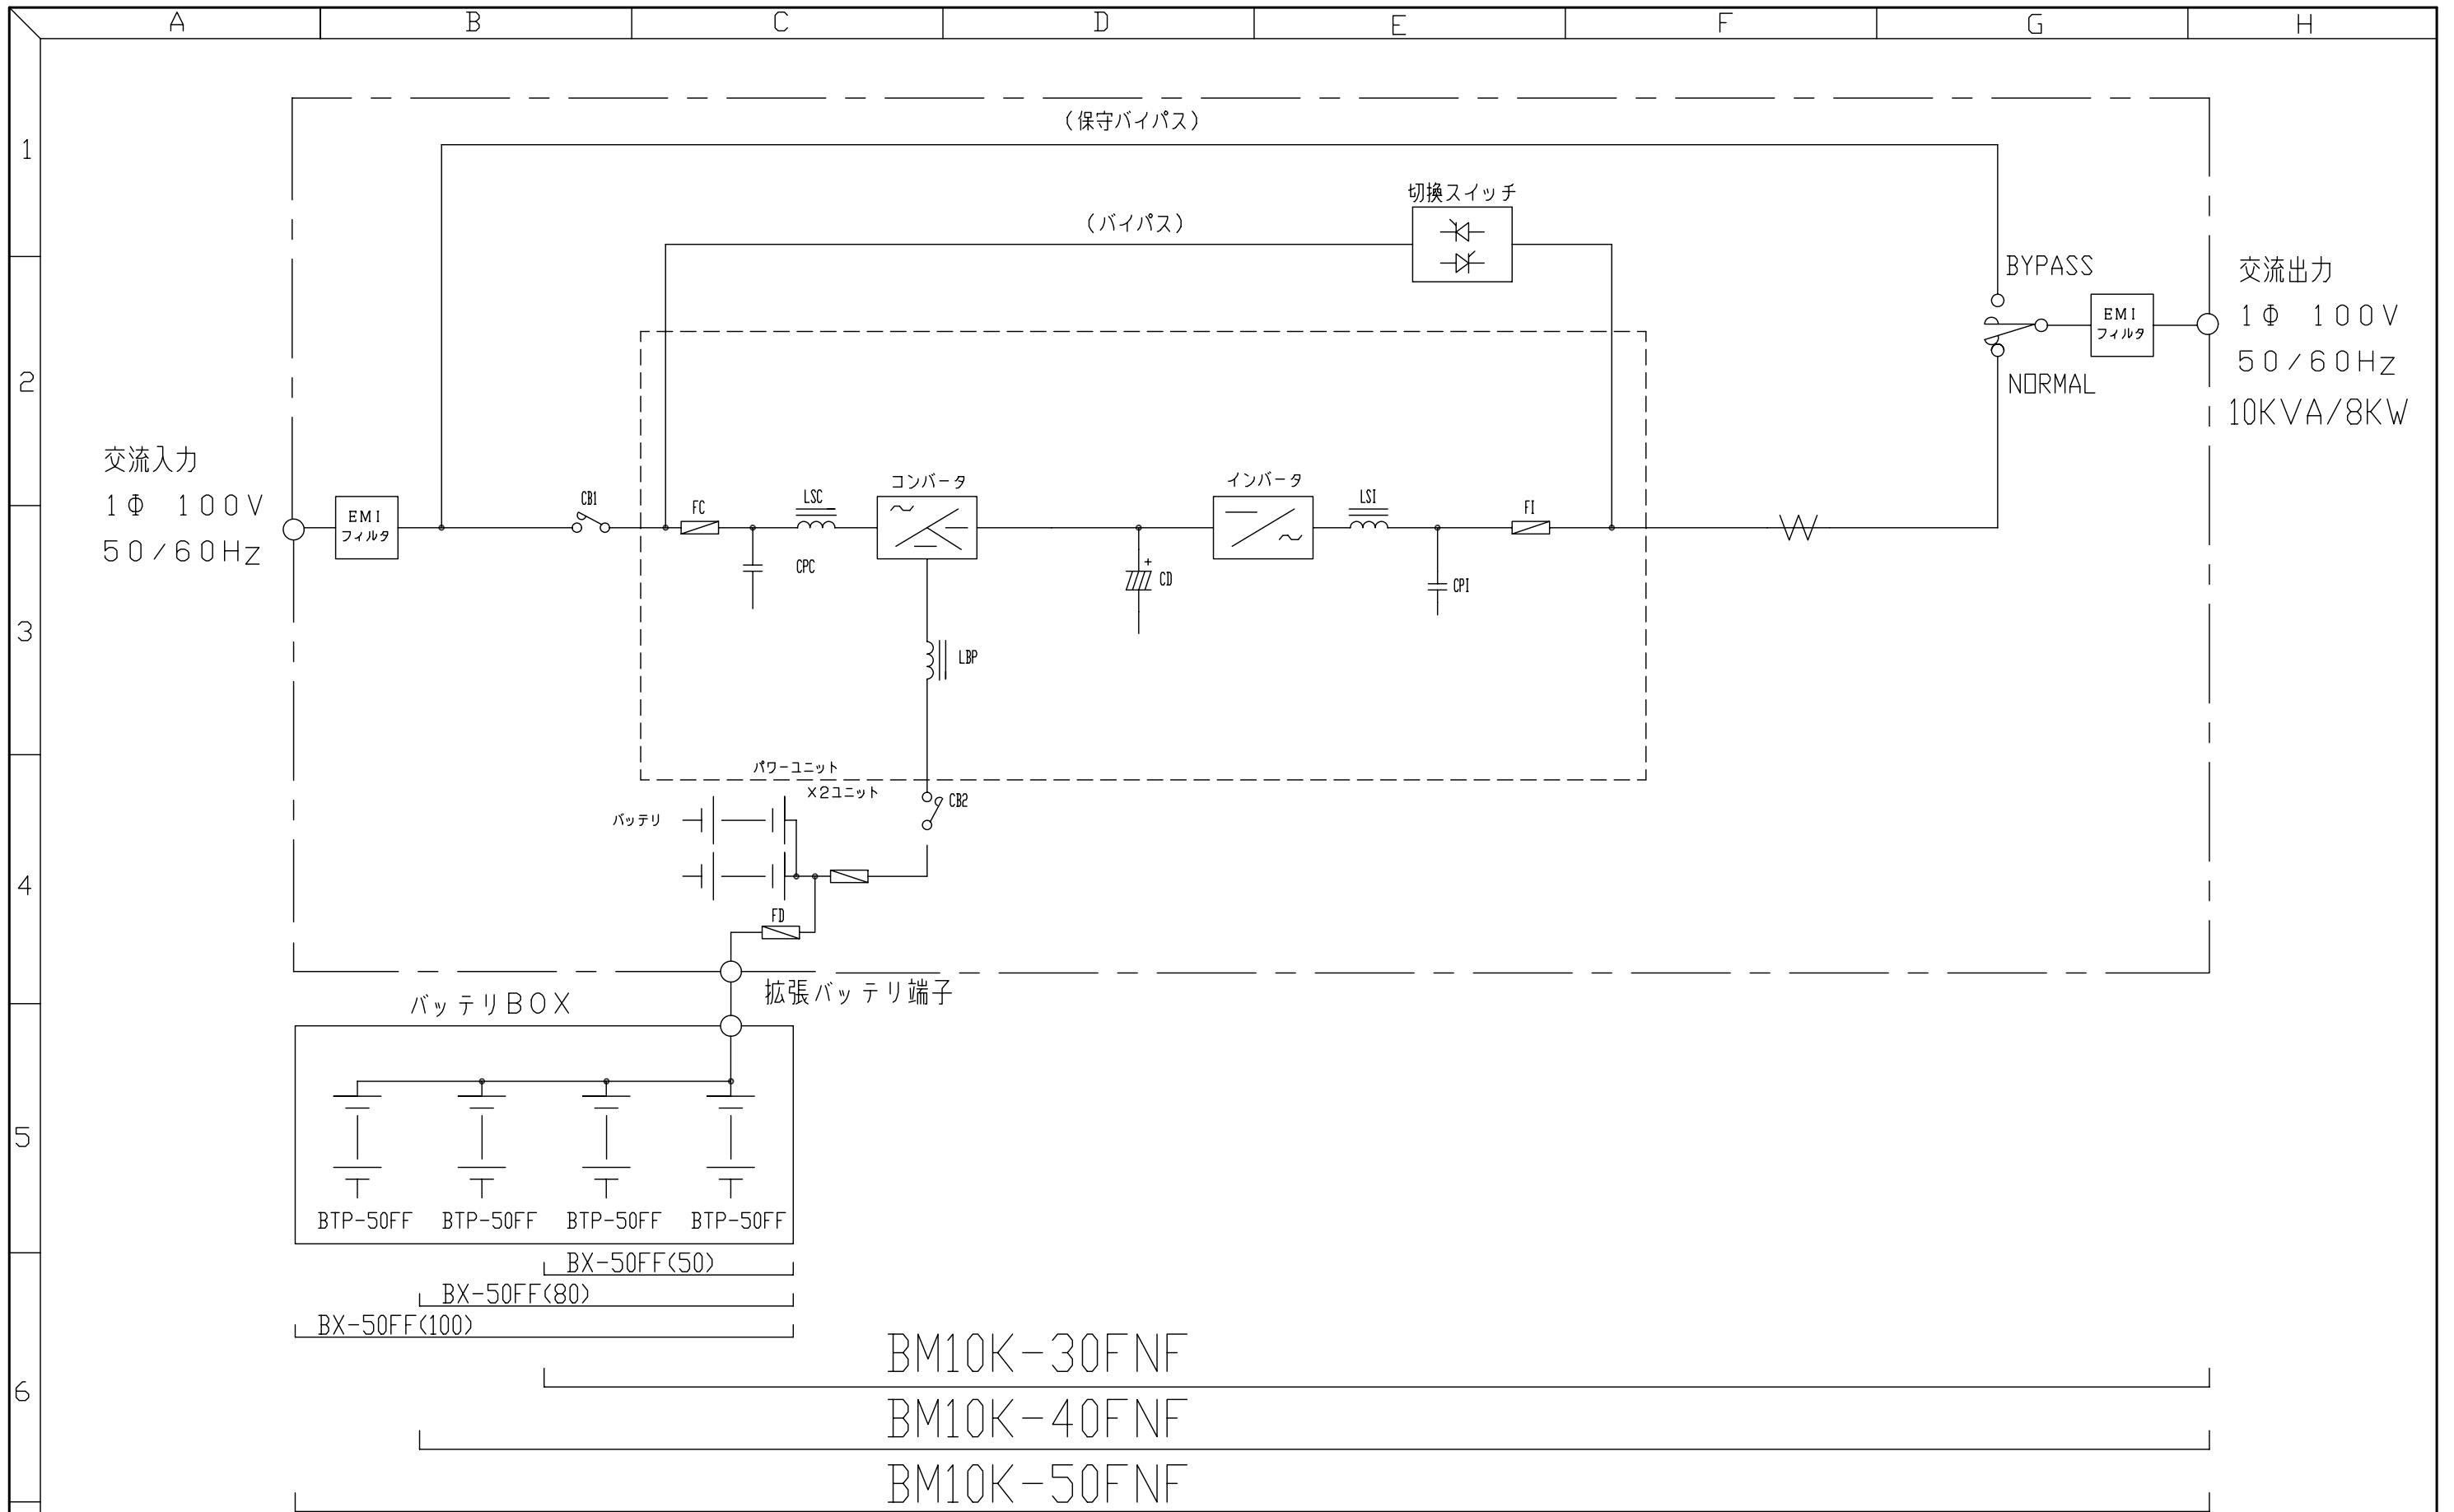 A B C D E F G H
1
(保守バイパス)
切換スイッチ
(バイパス)
BYPASS
交流出力
1Φ 100V
50/60Hz
10KVA/8KW
EMI
フィルタ
NORMAL
2
交流入力
1Φ 100V
50/60Hz
EMI
フィルタ
CB1
FC
LSC
コンバータ
インバータ
LSI
FI
CPC
CD
+
CPI
3
LBP
パワーユニット
×2ユニット
CB2
バッテリ
4
FD
拡張バッテリ端子
バッテリBOX
5
BTP-50FF BTP-50FF BTP-50FF BTP-50FF
BX-50FF(50)
BX-50FF(80)
BX-50FF(100)
BM10K-30FNF
6
BM10K-40FNF
BM10K-50FNF